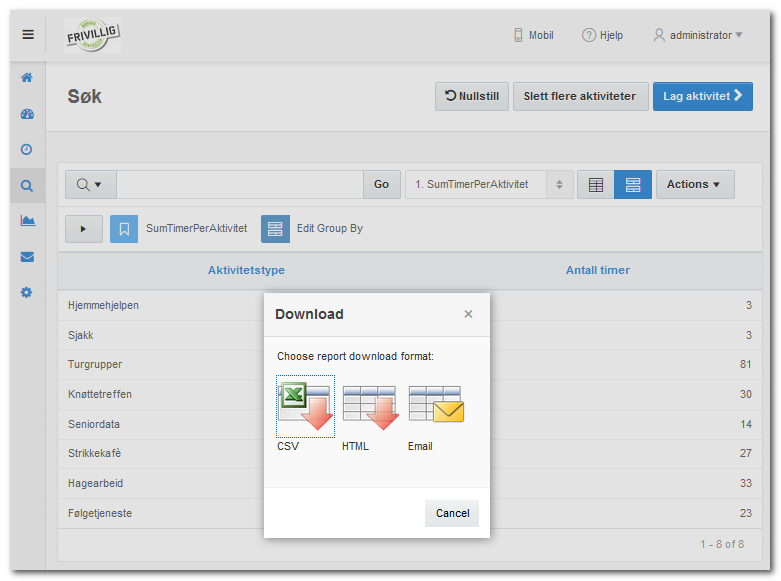 FRIVILLIG
Mobil
Hjelp
administrator
Søk
Nullstill
Slett flere aktiviteter
Lag aktivitet
Go
1. SumTimerPerAktivitet
Actions
SumTimerPerAktivitet
Edit Group By
Aktivitetstype Antall timer
Hjemmehjelpen 3
Sjakk 3
Turgrupper 81
Knøttetreffen 30
Seniordata 14
Strikkekafè 27
Hagearbeid 33
Følgetjeneste 23
1 - 8 of 8
Download
Choose report download format:
CSV HTML Email
Cancel